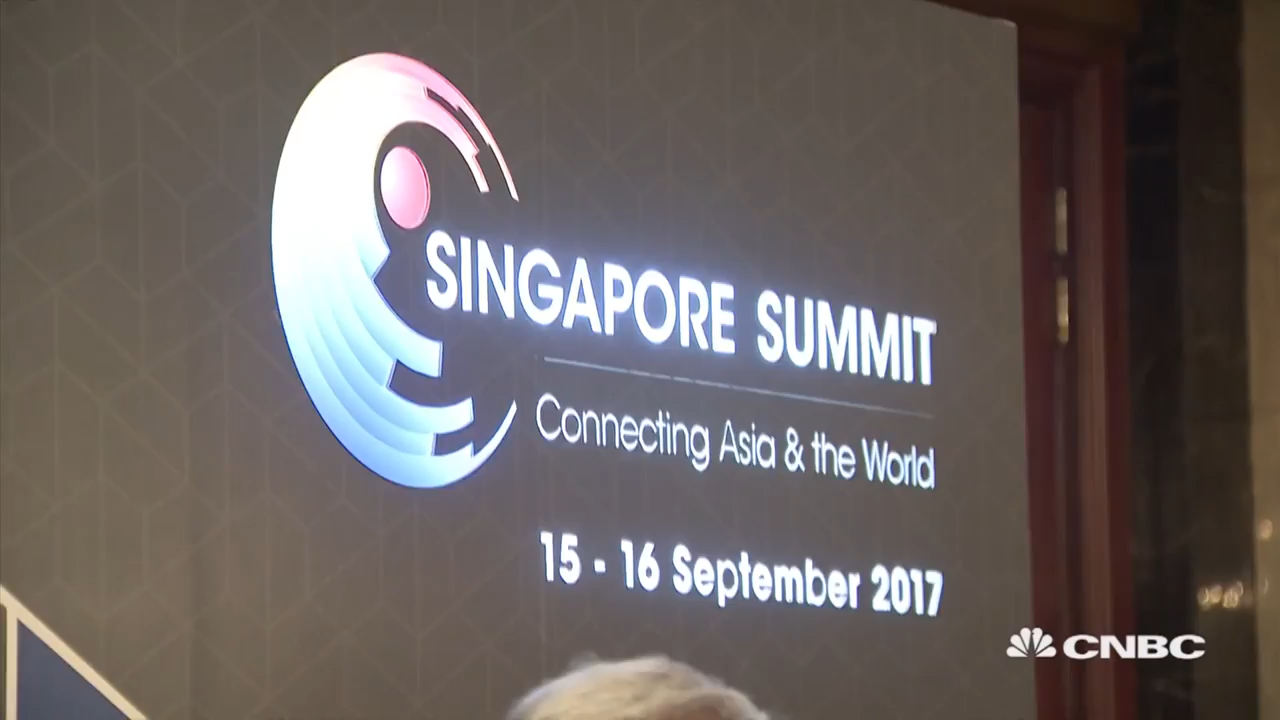 SINGAPORE SUMMIT
Connecting Asia & the World
15 - 16 September 2017
CNBC